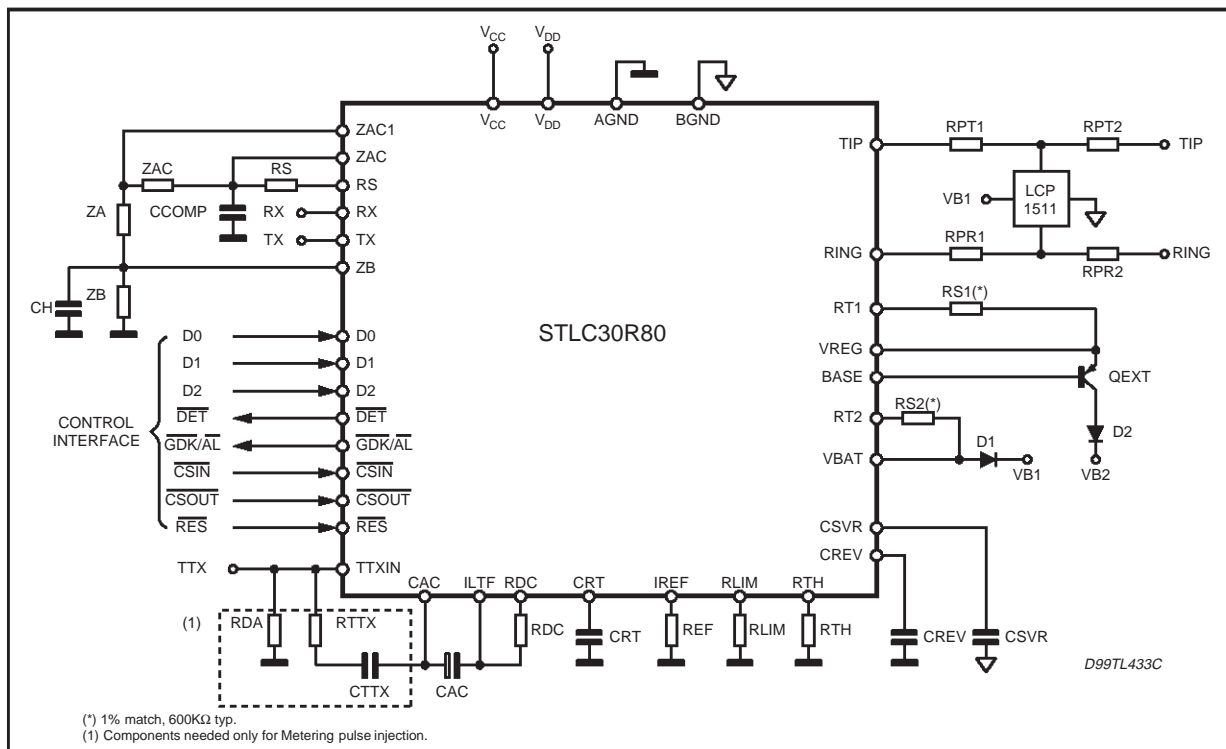 VCC VDD
VCC VDD AGND BGND
ZAC1
ZAC
RS
RX
TX
ZB
ZAC RS
CCOMP
ZA
RX
TX
CH
ZB
D0 D0
D1 D1
D2 D2
DET DET
GDK/AL GDK/AL
CSIN CSIN
CSOUT CSOUT
RES RES
CONTROL
INTERFACE
TTX TTXIN
STLC30R80
TIP RPT1 RPT2 TIP
VB1 LCP
1511
RING RPR1 RPR2 RING
RT1 RS1(*)
VREG
BASE QEXT
RT2 RS2(*)
VBAT D1 D2
VB1 VB2
CSVR
CREV
CAC ILTF RDC CRT IREF RLIM RTH
(1) RDA RTTX RDC CRT REF RLIM RTH CREV CSVR
CTTX CAC
D99TL433C
(*) 1% match, 600KΩ typ.
(1) Components needed only for Metering pulse injection.